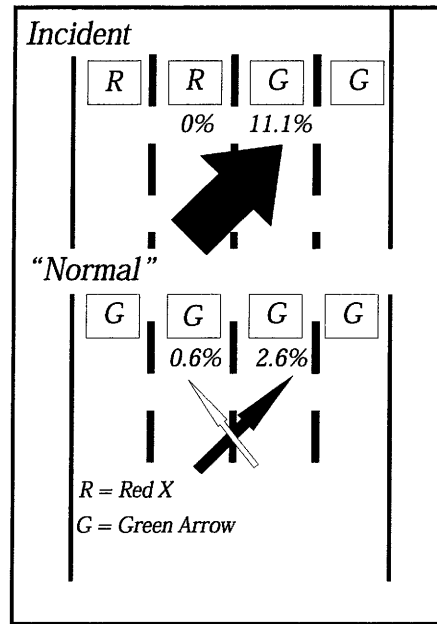 Incident
R R G G
0% 11.1%
"Normal"
G G G G
0.6% 2.6%
R = Red X
G = Green Arrow